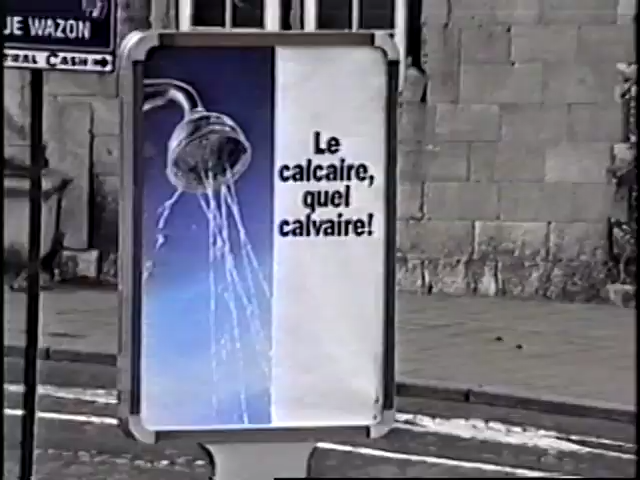 JE WAZON
RAL CASH
Le
calcaire,
quel
calvaire!